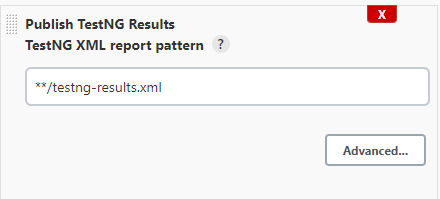 Publish TestNG Results
X
TestNG XML report pattern ?
**/testng-results.xml
Advanced...